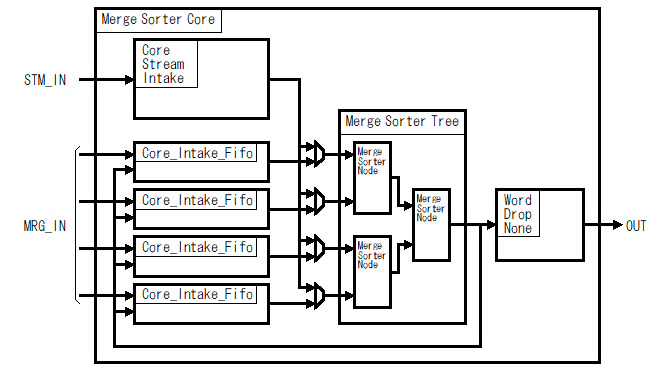 Merge Sorter Core
Core
Stream
Intake
STM_IN
Merge Sorter Tree
Core_Intake_Fifo
Merge
Sorter
Node
Core_Intake_Fifo
Merge
Sorter
Node
Word
Drop
None
MRG_IN
OUT
Core_Intake_Fifo
Merge
Sorter
Node
Core_Intake_Fifo